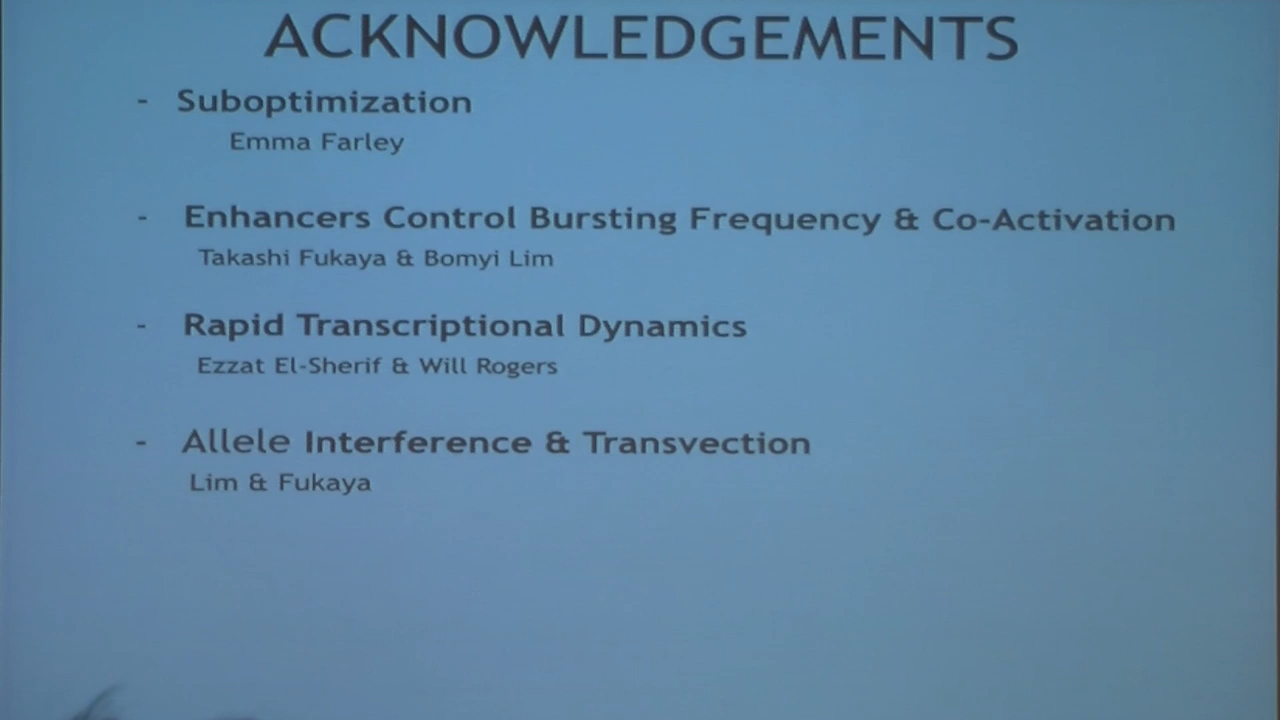 ACKNOWLEDGEMENTS
- Suboptimization
Emma Farley
- Enhancers Control Bursting Frequency & Co-Activation
Takashi Fukaya & Bomyi Lim
- Rapid Transcriptional Dynamics
Ezzat El-Sherif & Will Rogers
- Allele Interference & Transvection
Lim & Fukaya